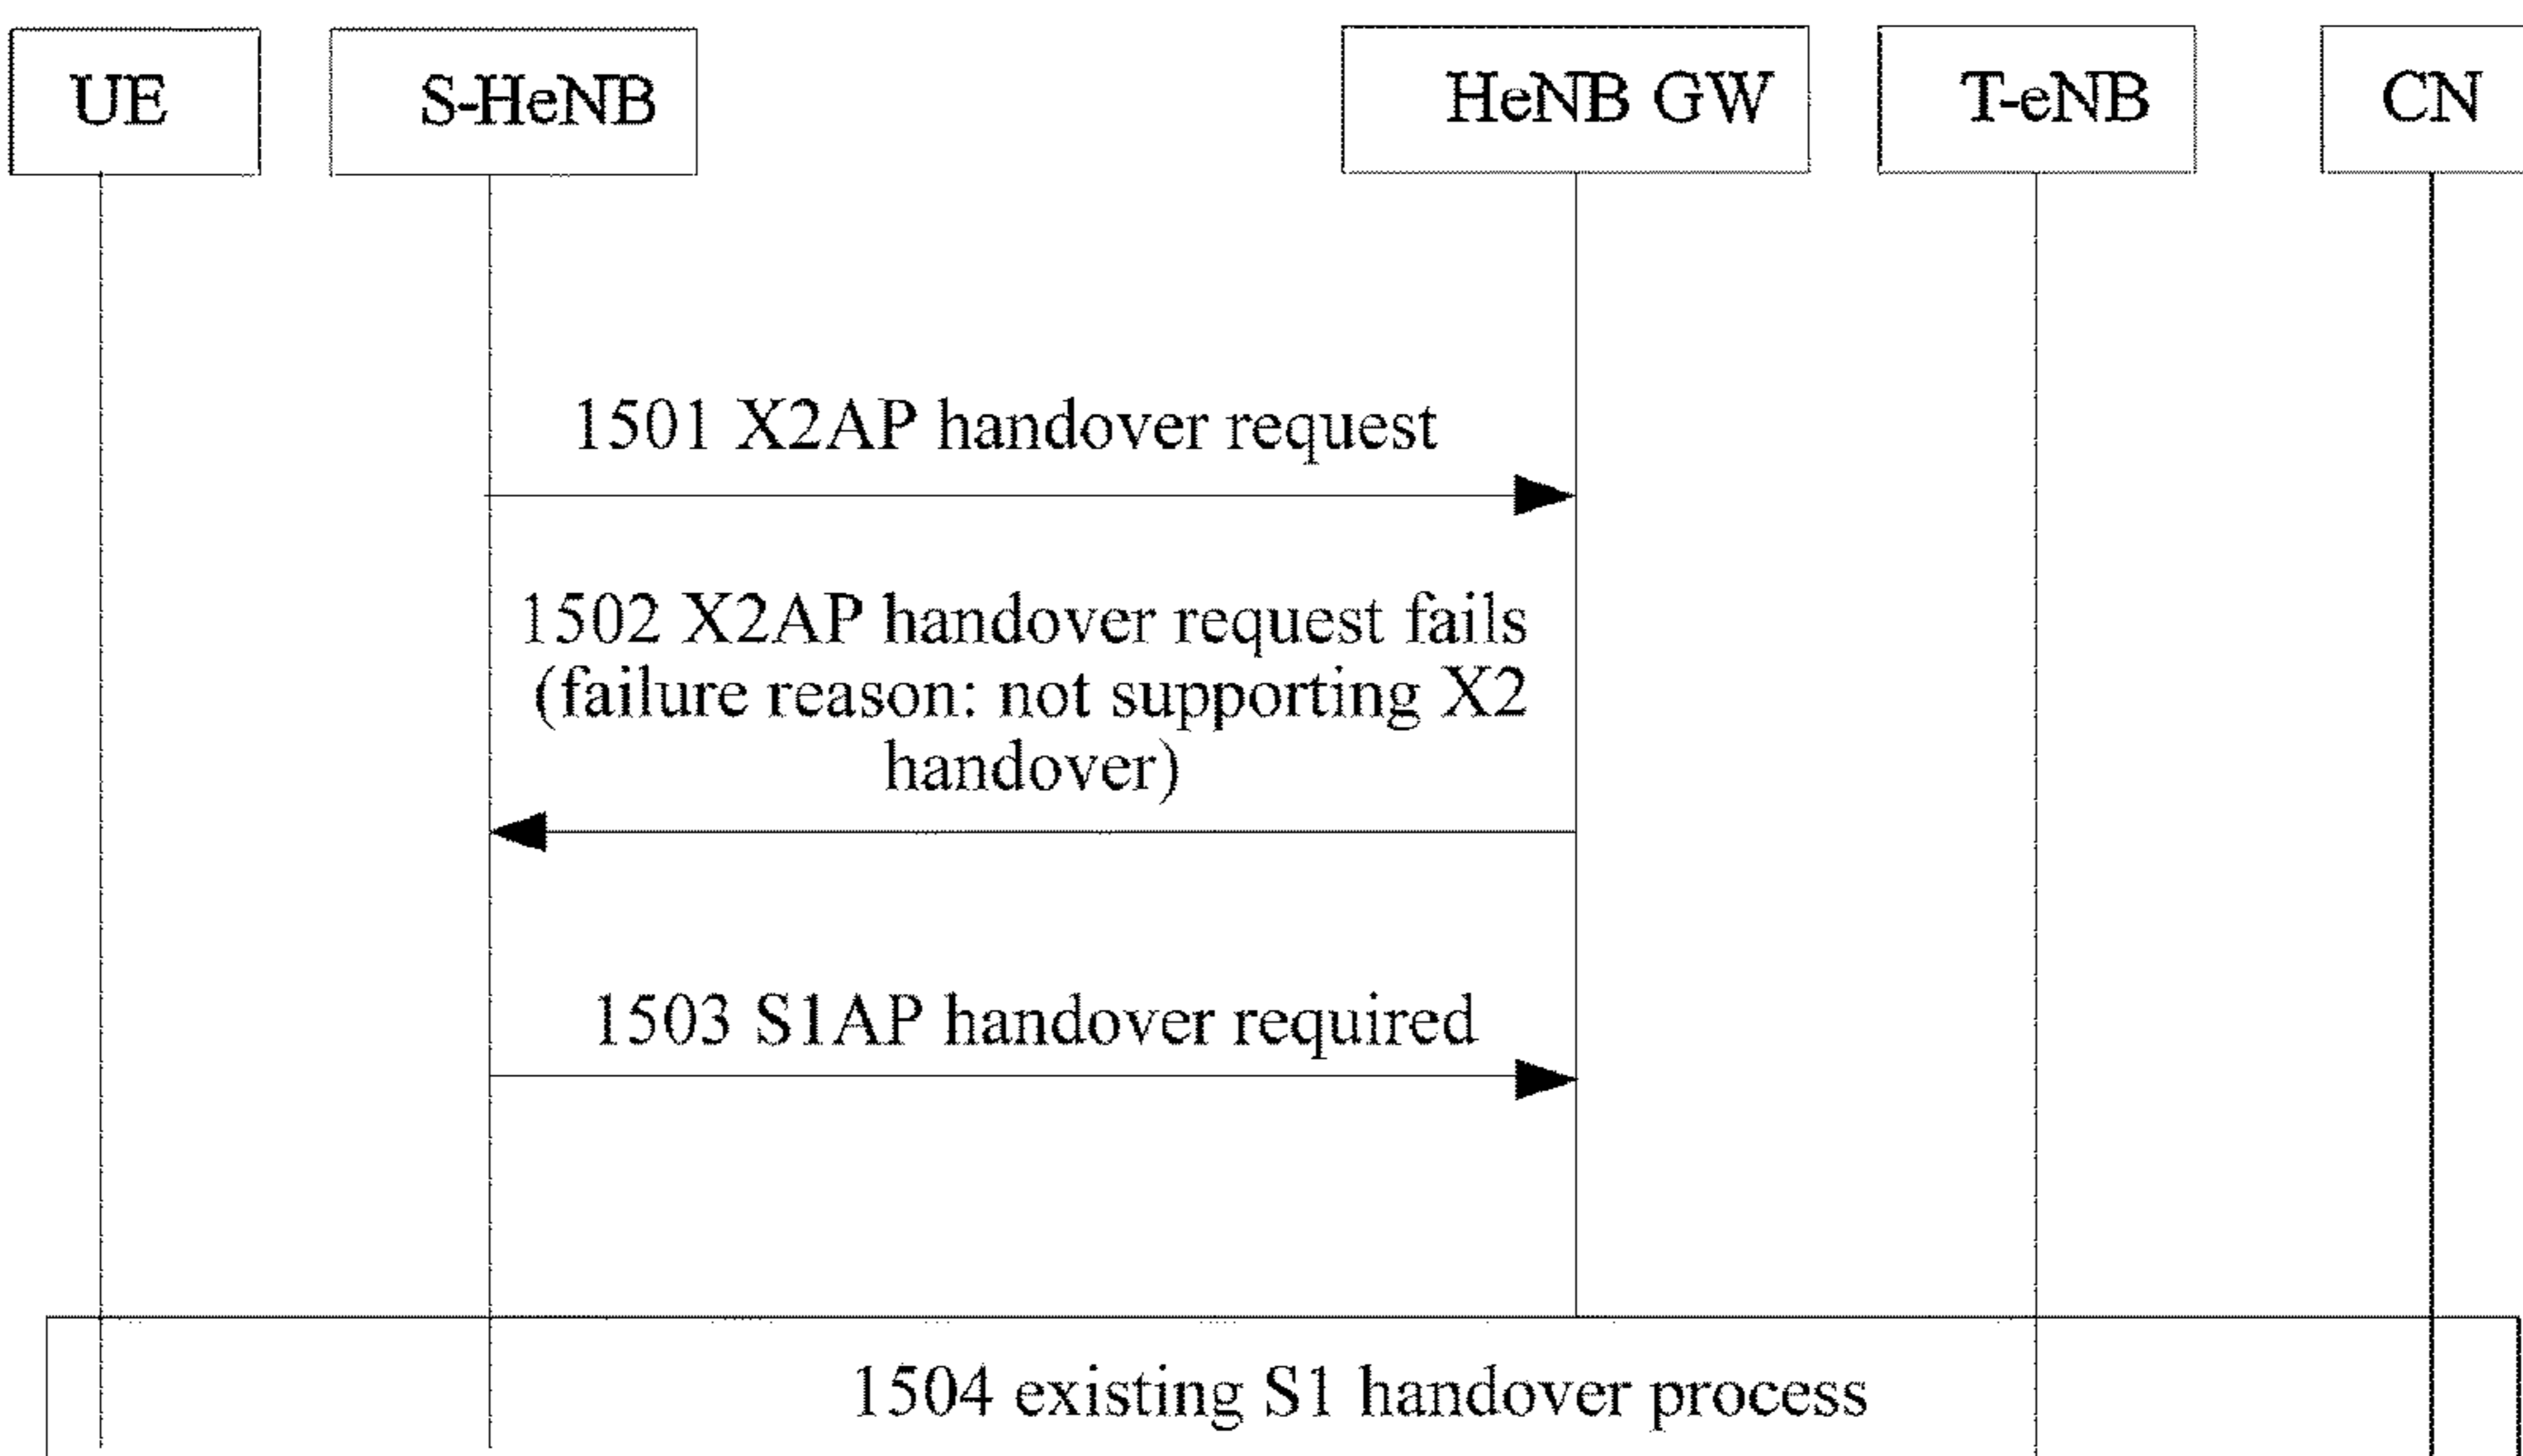 UE
S-HeNB
HeNB GW
T-eNB
CN
1501 X2AP handover request
1502 X2AP handover request fails
(failure reason: not supporting X2
handover)
1503 S1AP handover required
1504 existing S1 handover process